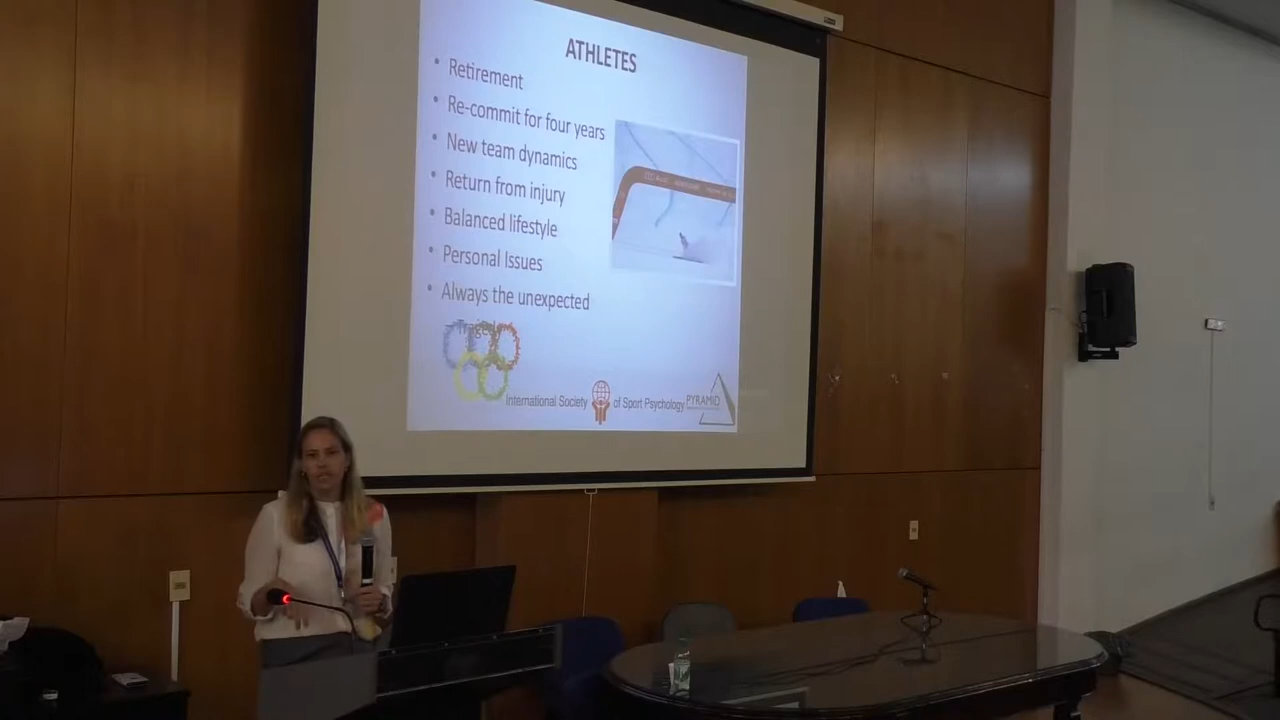 ATHLETES
• Retirement
• Re-commit for four years
• New team dynamics
• Return from injury
• Balanced lifestyle
• Personal Issues
• Always the unexpected
– Tragedy
International Society of Sport Psychology
PYRAMID